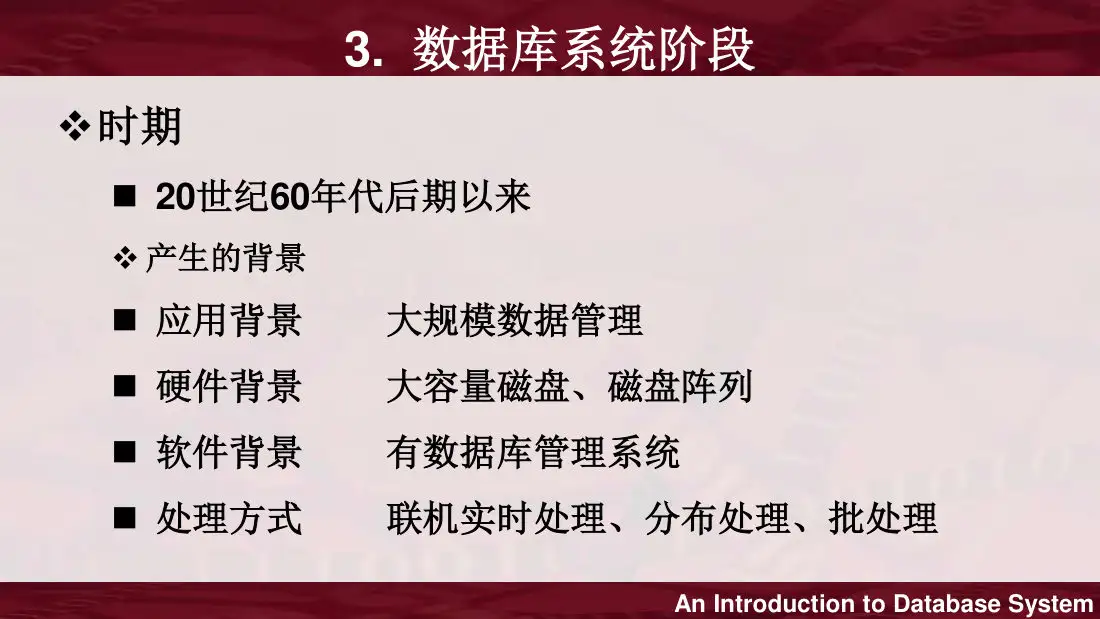 3. 数据库系统阶段
❖时期
■ 20世纪60年代后期以来
❖产生的背景
■ 应用背景 大规模数据管理
■ 硬件背景 大容量磁盘、磁盘阵列
■ 软件背景 有数据库管理系统
■ 处理方式 联机实时处理、分布处理、批处理
An Introduction to Database System